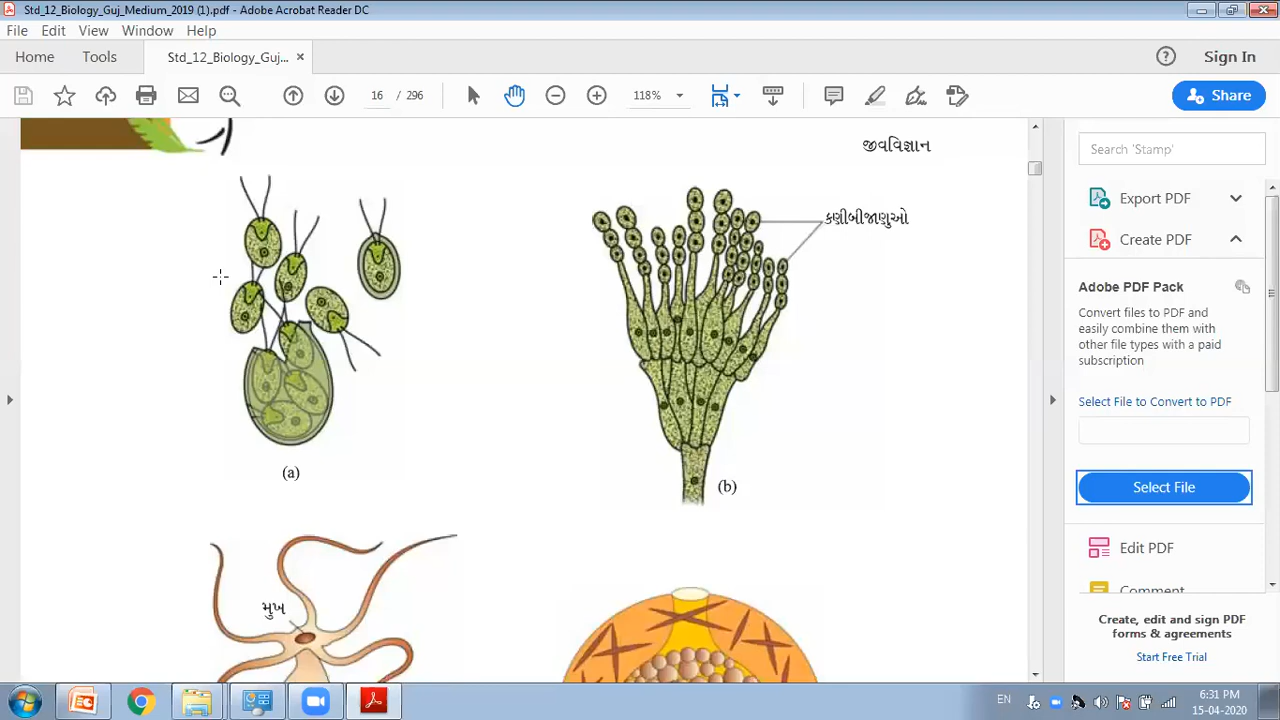 Std_12_Biology_Guj_Medium_2019 (1).pdf - Adobe Acrobat Reader DC
File Edit View Window Help
Home Tools Std_12_Biology_Guj... × Sign In
16 / 296 118% Share
જીવવિજ્ઞાન
કણીબીજાણુઓ
(a)
(b)
મુખ
Search 'Stamp'
Export PDF
Create PDF
Adobe PDF Pack
Convert files to PDF and
easily combine them with
other file types with a paid
subscription
Select File to Convert to PDF
Select File
Edit PDF
Comment
Create, edit and sign PDF
forms & agreements
Start Free Trial
EN 6:31 PM
15-04-2020